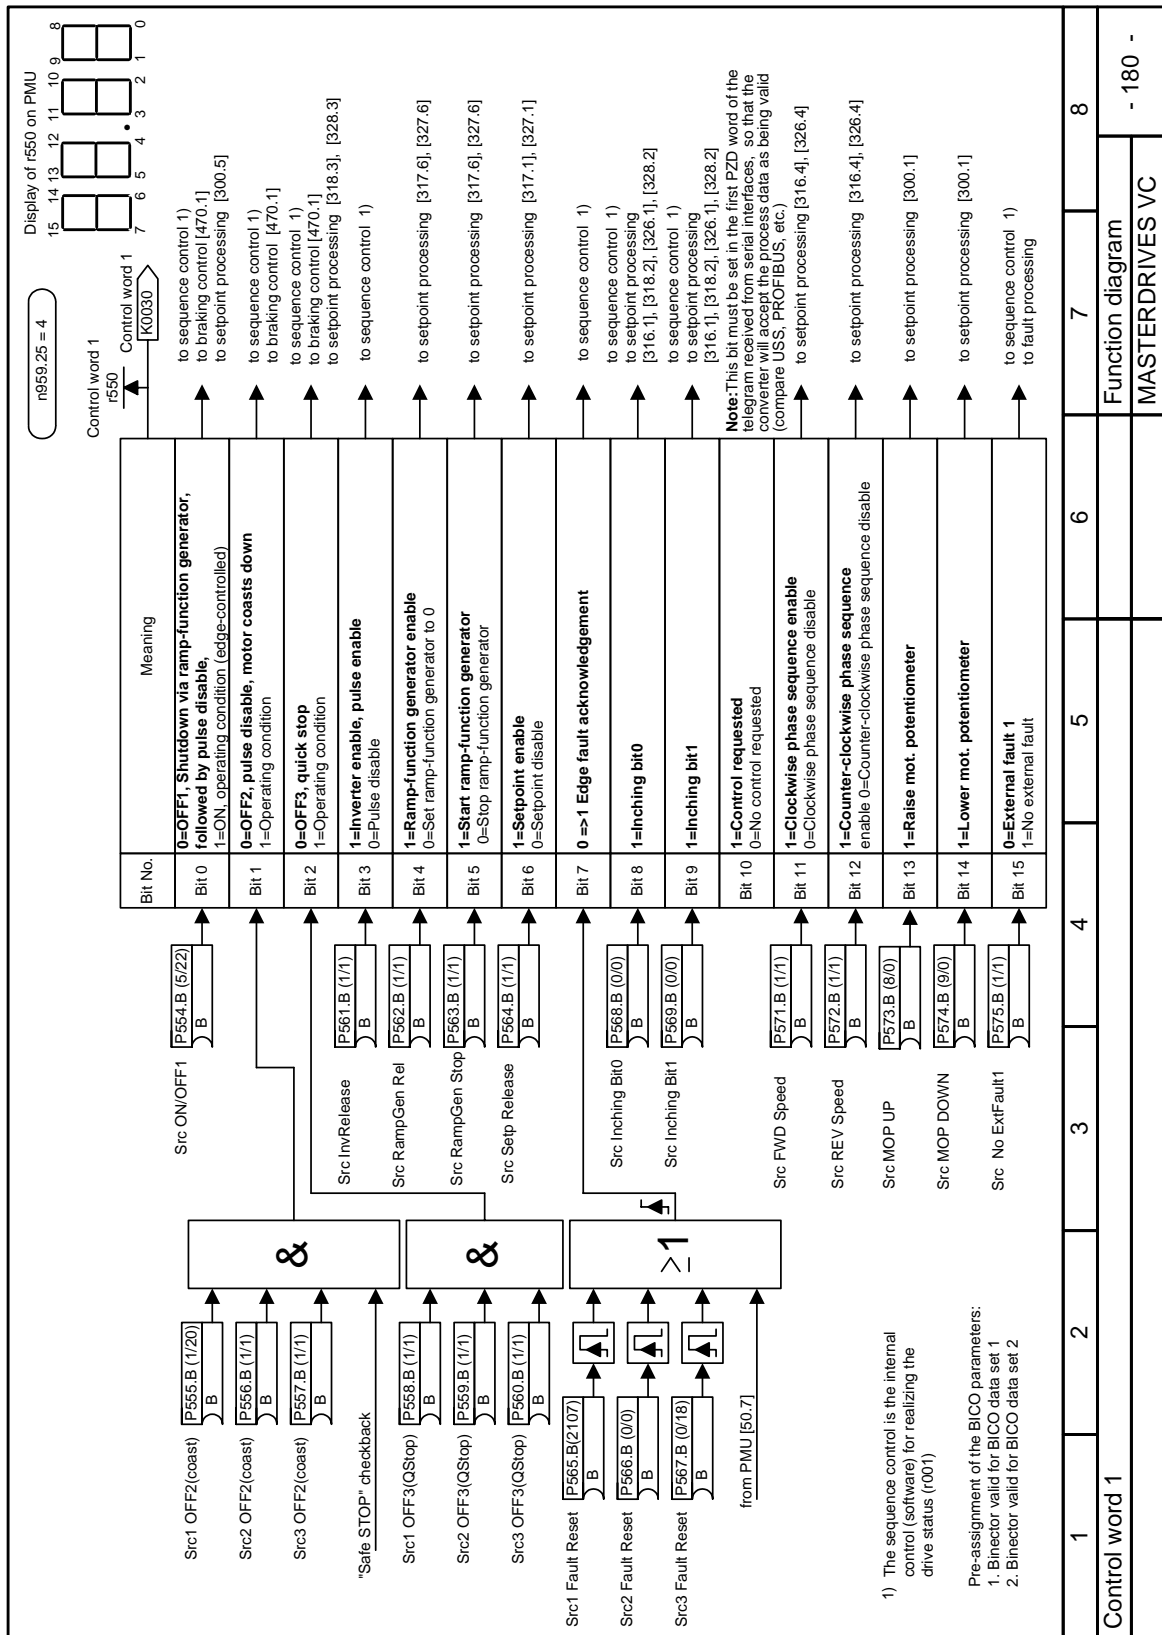 n959.25 = 4
Display of r550 on PMU
15 14 13 12 11 10 9 8
7 6 5 4 3 2 1 0
Control word 1
r550
Control word 1
K0030
Bit No.
Meaning
Src ON/OFF1
P554.B (5/22)
B
Bit 0
0=OFF1, Shutdown via ramp-function generator,
followed by pulse disable,
1=ON, operating condition (edge-controlled)
to sequence control 1)
to braking control [470.1]
to setpoint processing [300.5]
Src1 OFF2(coast)
P555.B (1/20)
B
Src2 OFF2(coast)
P556.B (1/1)
B
Src3 OFF2(coast)
P557.B (1/1)
B
"Safe STOP" checkback
&
Bit 1
0=OFF2, pulse disable, motor coasts down
1=Operating condition
to sequence control 1)
to braking control [470.1]
Src1 OFF3(QStop)
P558.B (1/1)
B
Src2 OFF3(QStop)
P559.B (1/1)
B
Src3 OFF3(QStop)
P560.B (1/1)
B
&
Bit 2
0=OFF3, quick stop
1=Operating condition
to sequence control 1)
to braking control [470.1]
to setpoint processing [318.3], [328.3]
Src InvRelease
P561.B (1/1)
B
Bit 3
1=Inverter enable, pulse enable
0=Pulse disable
to sequence control 1)
Src RampGen Rel
P562.B (1/1)
B
Bit 4
1=Ramp-function generator enable
0=Set ramp-function generator to 0
to setpoint processing [317.6], [327.6]
Src RampGen Stop
P563.B (1/1)
B
Bit 5
1=Start ramp-function generator
0=Stop ramp-function generator
to setpoint processing [317.6], [327.6]
Src Setp Release
P564.B (1/1)
B
Bit 6
1=Setpoint enable
0=Setpoint disable
to setpoint processing [317.1], [327.1]
Src1 Fault Reset
P565.B(2107)
B
Src2 Fault Reset
P566.B (0/0)
B
Src3 Fault Reset
P567.B (0/18)
B
from PMU [50.7]
≥1
Bit 7
0 =>1 Edge fault acknowledgement
to sequence control 1)
Src Inching Bit0
P568.B (0/0)
B
Bit 8
1=Inching bit0
to sequence control 1)
to setpoint processing
[316.1], [318.2], [326.1], [328.2]
Src Inching Bit1
P569.B (0/0)
B
Bit 9
1=Inching bit1
to sequence control 1)
to setpoint processing
[316.1], [318.2], [326.1], [328.2]
Bit 10
1=Control requested
0=No control requested
Note:This bit must be set in the first PZD word of the
telegram received from serial interfaces, so that the
converter will accept the process data as being valid
(compare USS, PROFIBUS, etc.)
Src FWD Speed
P571.B (1/1)
B
Bit 11
1=Clockwise phase sequence enable
0=Clockwise phase sequence disable
to setpoint processing [316.4], [326.4]
Src REV Speed
P572.B (1/1)
B
Bit 12
1=Counter-clockwise phase sequence
enable 0=Counter-clockwise phase sequence disable
to setpoint processing [316.4], [326.4]
Src MOP UP
P573.B (8/0)
B
Bit 13
1=Raise mot. potentiometer
to setpoint processing [300.1]
Src MOP DOWN
P574.B (9/0)
B
Bit 14
1=Lower mot. potentiometer
to setpoint processing [300.1]
Src No ExtFault1
P575.B (1/1)
B
Bit 15
0=External fault 1
1=No external fault
to sequence control 1)
to fault processing
1) The sequence control is the internal
control (software) for realizing the
drive status (r001)
Pre-assignment of the BICO parameters:
1. Binector valid for BICO data set 1
2. Binector valid for BICO data set 2
1 2 3 4 5 6 7 8
Control word 1
Function diagram
MASTERDRIVES VC
- 180 -